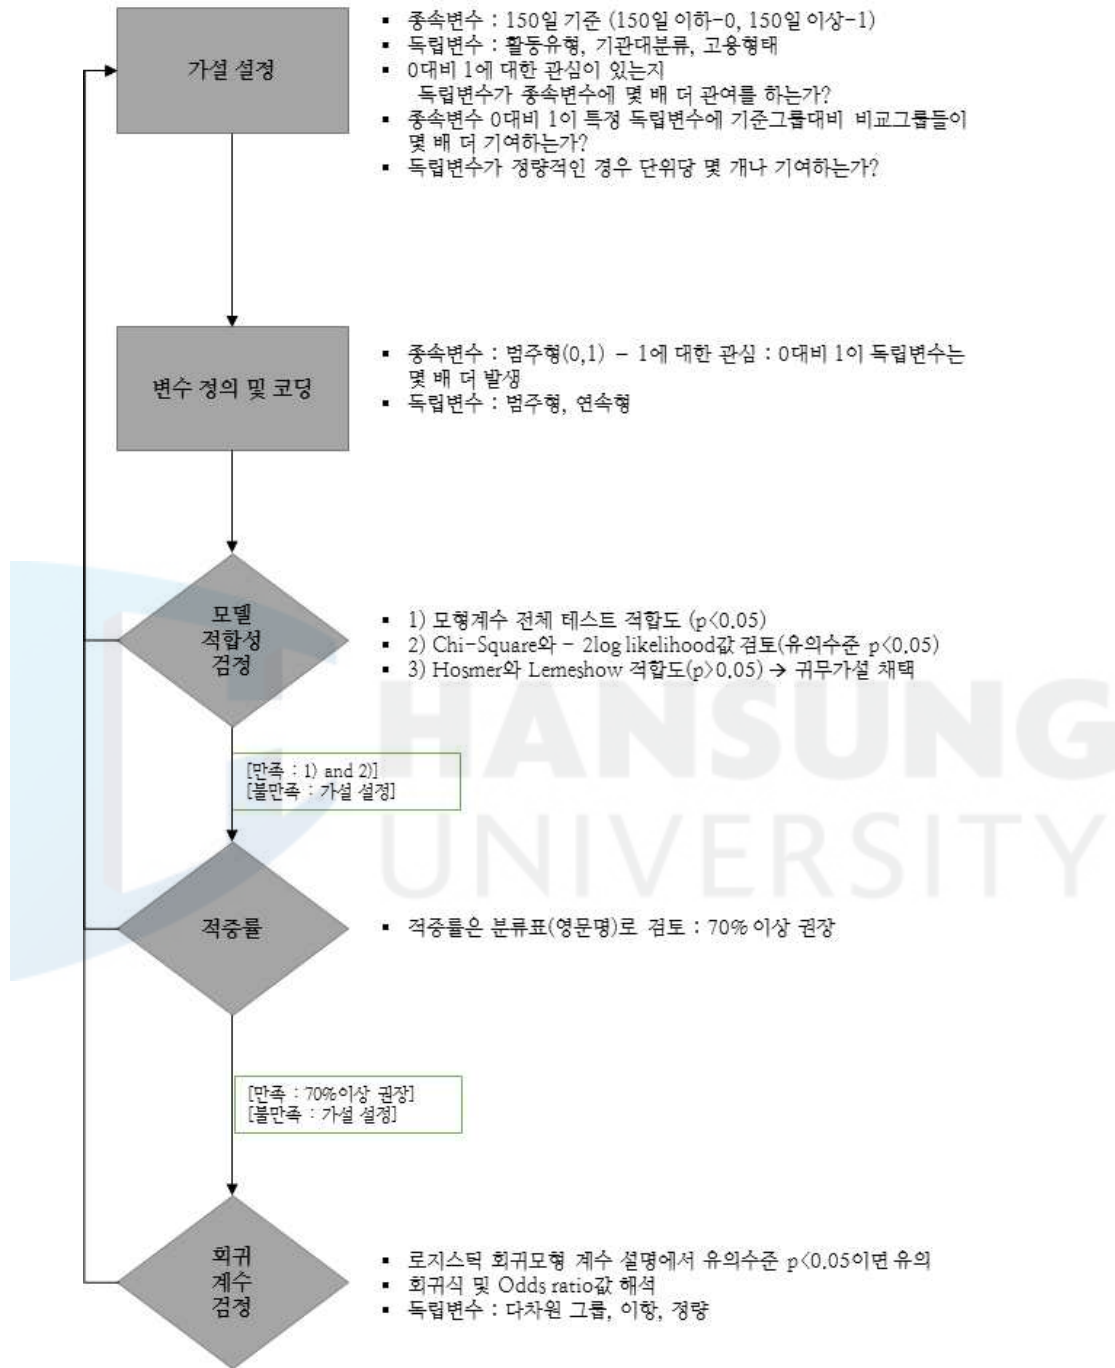 가설 설정
▪ 종속변수 : 150일 기준 (150일 이하-0, 150일 이상-1)
▪ 독립변수 : 활동유형, 기관대분류, 고용형태
▪ 0대비 1에 대한 관심이 있는지
독립변수가 종속변수에 몇 배 더 관여를 하는가?
▪ 종속변수 0대비 1이 특정 독립변수에 기준그룹대비 비교그룹들이
몇 배 더 기여하는가?
▪ 독립변수가 정량적인 경우 단위당 몇 개나 기여하는가?
변수 정의 및 코딩
▪ 종속변수 : 범주형(0,1) - 1에 대한 관심 : 0대비 1이 독립변수는
몇 배 더 발생
▪ 독립변수 : 범주형, 연속형
모델
적합성
검정
▪ 1) 모형계수 전체 테스트 적합도 (p<0.05)
▪ 2) Chi-Square와 - 2log likelihood값 검토(유의수준 p<0.05)
▪ 3) Hosmer와 Lemeshow 적합도(p>0.05) → 귀무가설 채택
[만족 : 1) and 2)]
[불만족 : 가설 설정]
HANSUNG
UNIVERSITY
적중률
▪ 적중률은 분류표(영문명)로 검토 : 70% 이상 권장
[만족 : 70%이상 권장]
[불만족 : 가설 설정]
회귀
계수
검정
▪ 로지스틱 회귀모형 계수 설명에서 유의수준 p<0.05이면 유의
▪ 회귀식 및 Odds ratio값 해석
▪ 독립변수 : 다차원 그룹, 이항, 정량